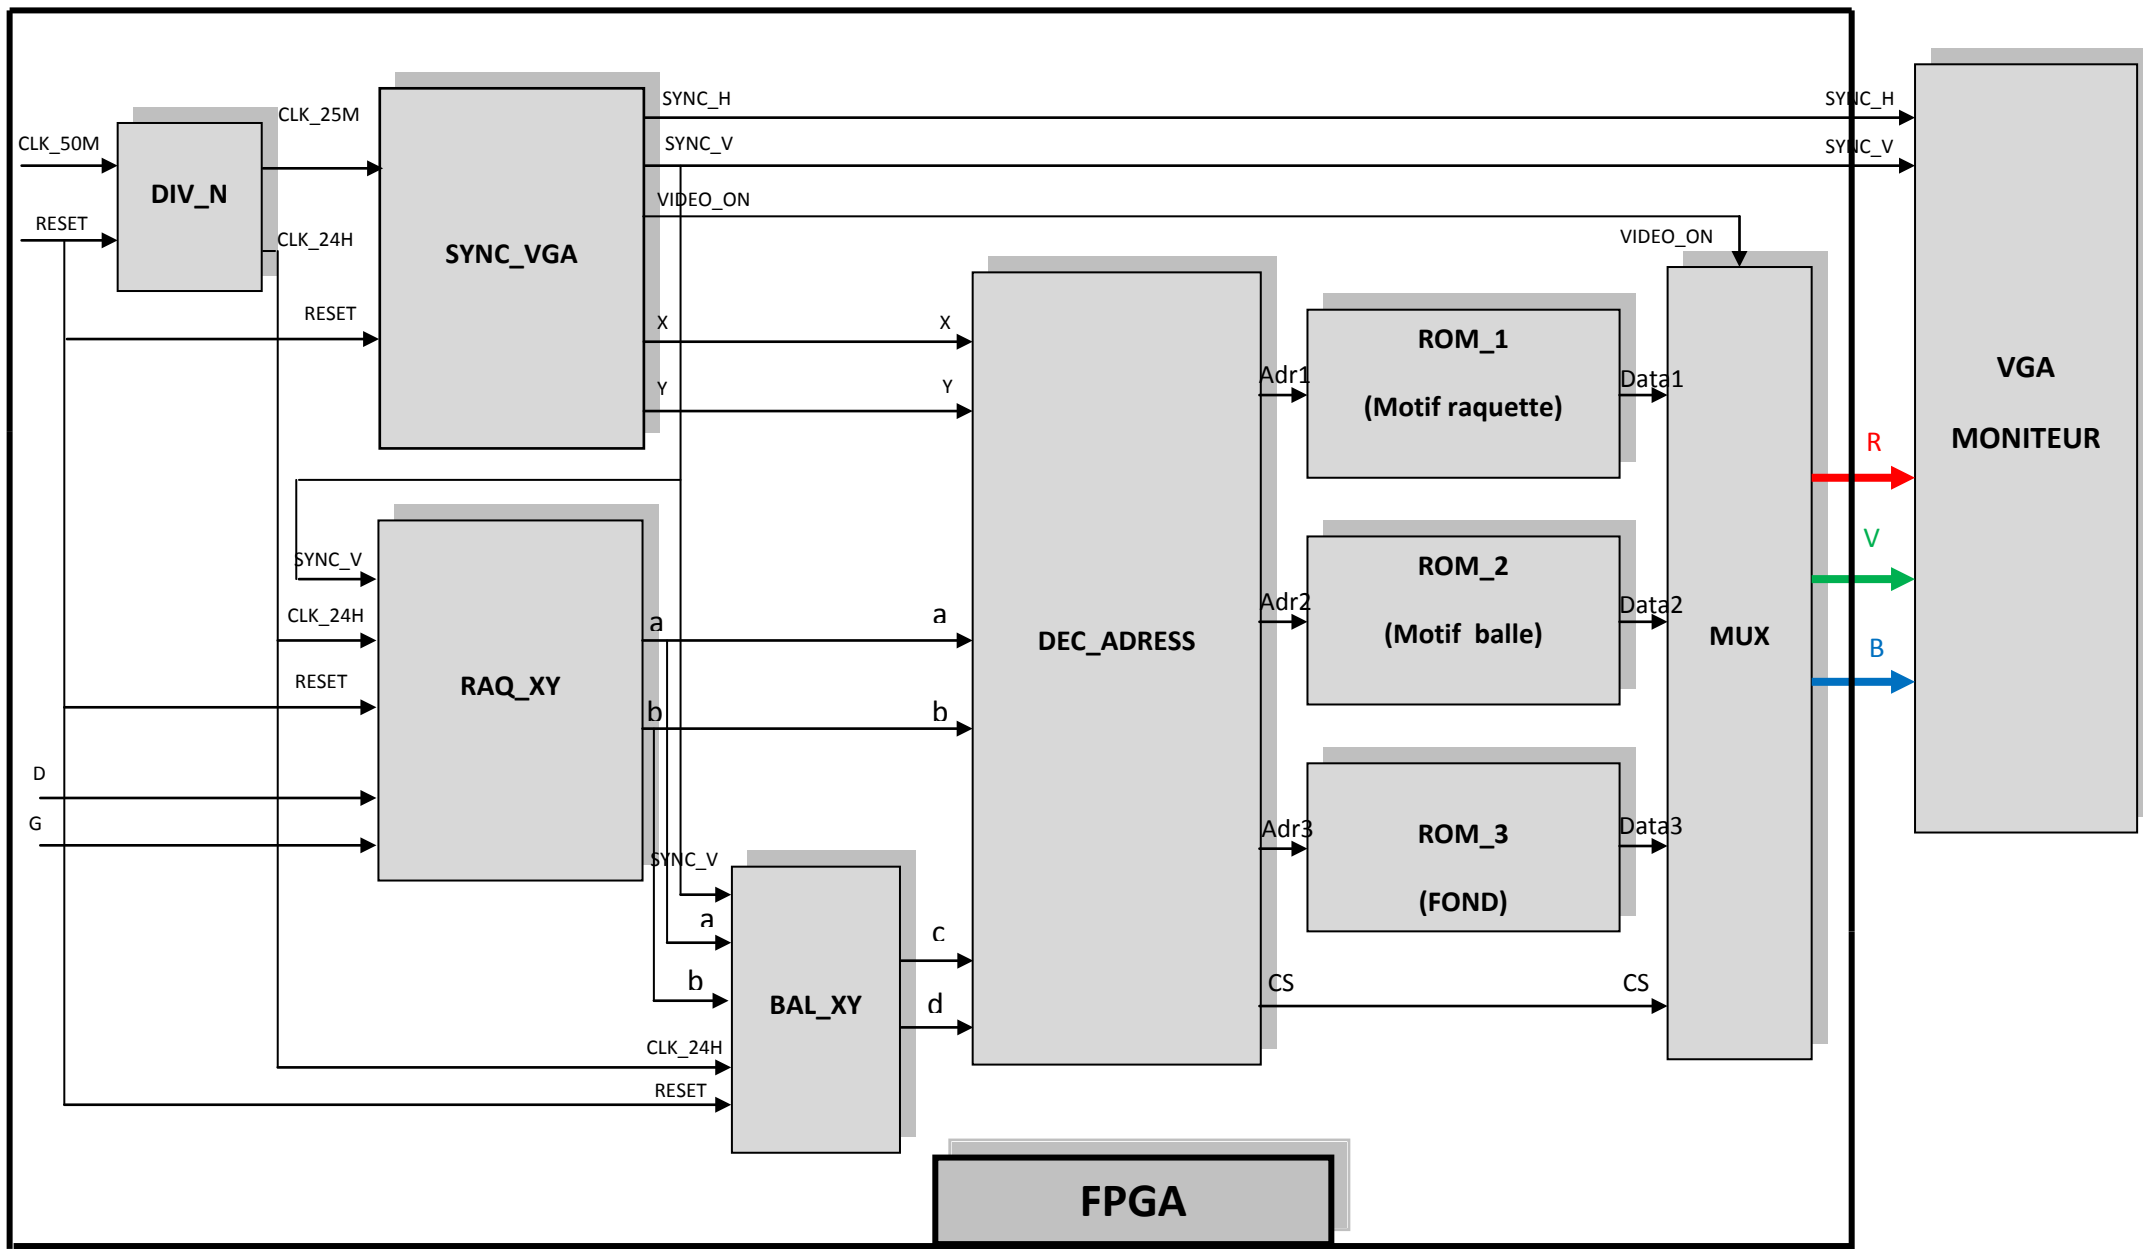 CLK_50M
RESET
DIV_N
CLK_25M
CLK_24H
RESET
SYNC_VGA
SYNC_H
SYNC_V
VIDEO_ON
X
Y
X
Y
SYNC_H
SYNC_V
VIDEO_ON
SYNC_V
CLK_24H
RESET
D
G
RAQ_XY
a
b
a
b
SYNC_V
a
b
CLK_24H
RESET
BAL_XY
c
d
DEC_ADRESS
Adr1
Adr2
Adr3
CS
ROM_1
(Motif raquette)
ROM_2
(Motif balle)
ROM_3
(FOND)
Data1
Data2
Data3
CS
MUX
R
V
B
VGA
MONITEUR
FPGA